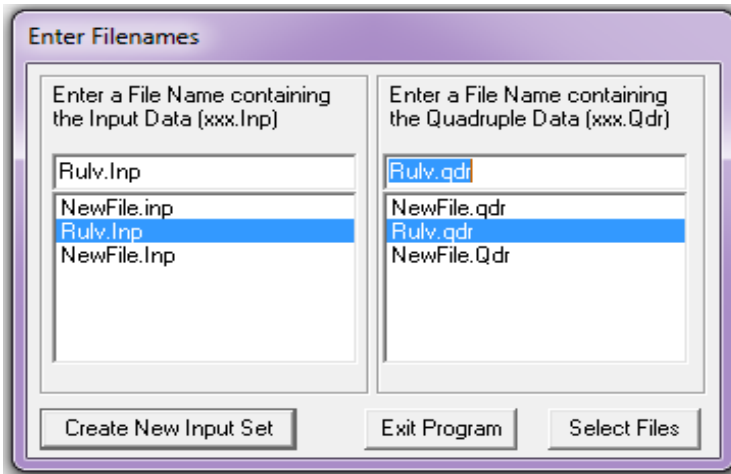 Enter Filenames
Enter a File Name containing
the Input Data (xxx.Inp)
Rulv.Inp
NewFile.inp
Rulv.Inp
NewFile.Inp
Enter a File Name containing
the Quadruple Data (xxx.Qdr)
Rulv.qdr
NewFile.qdr
Rulv.qdr
NewFile.Qdr
Create New Input Set
Exit Program
Select Files